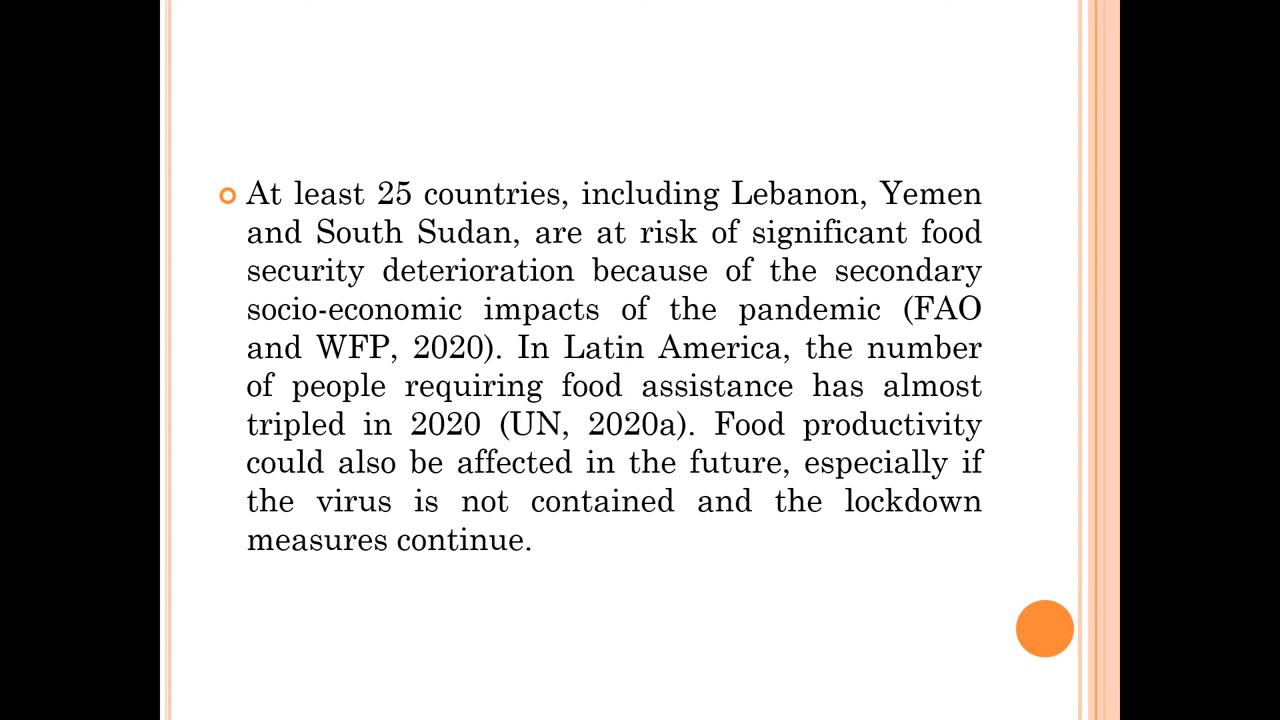 At least 25 countries, including Lebanon, Yemen
and South Sudan, are at risk of significant food
security deterioration because of the secondary
socio-economic impacts of the pandemic (FAO
and WFP, 2020). In Latin America, the number
of people requiring food assistance has almost
tripled in 2020 (UN, 2020a). Food productivity
could also be affected in the future, especially if
the virus is not contained and the lockdown
measures continue.